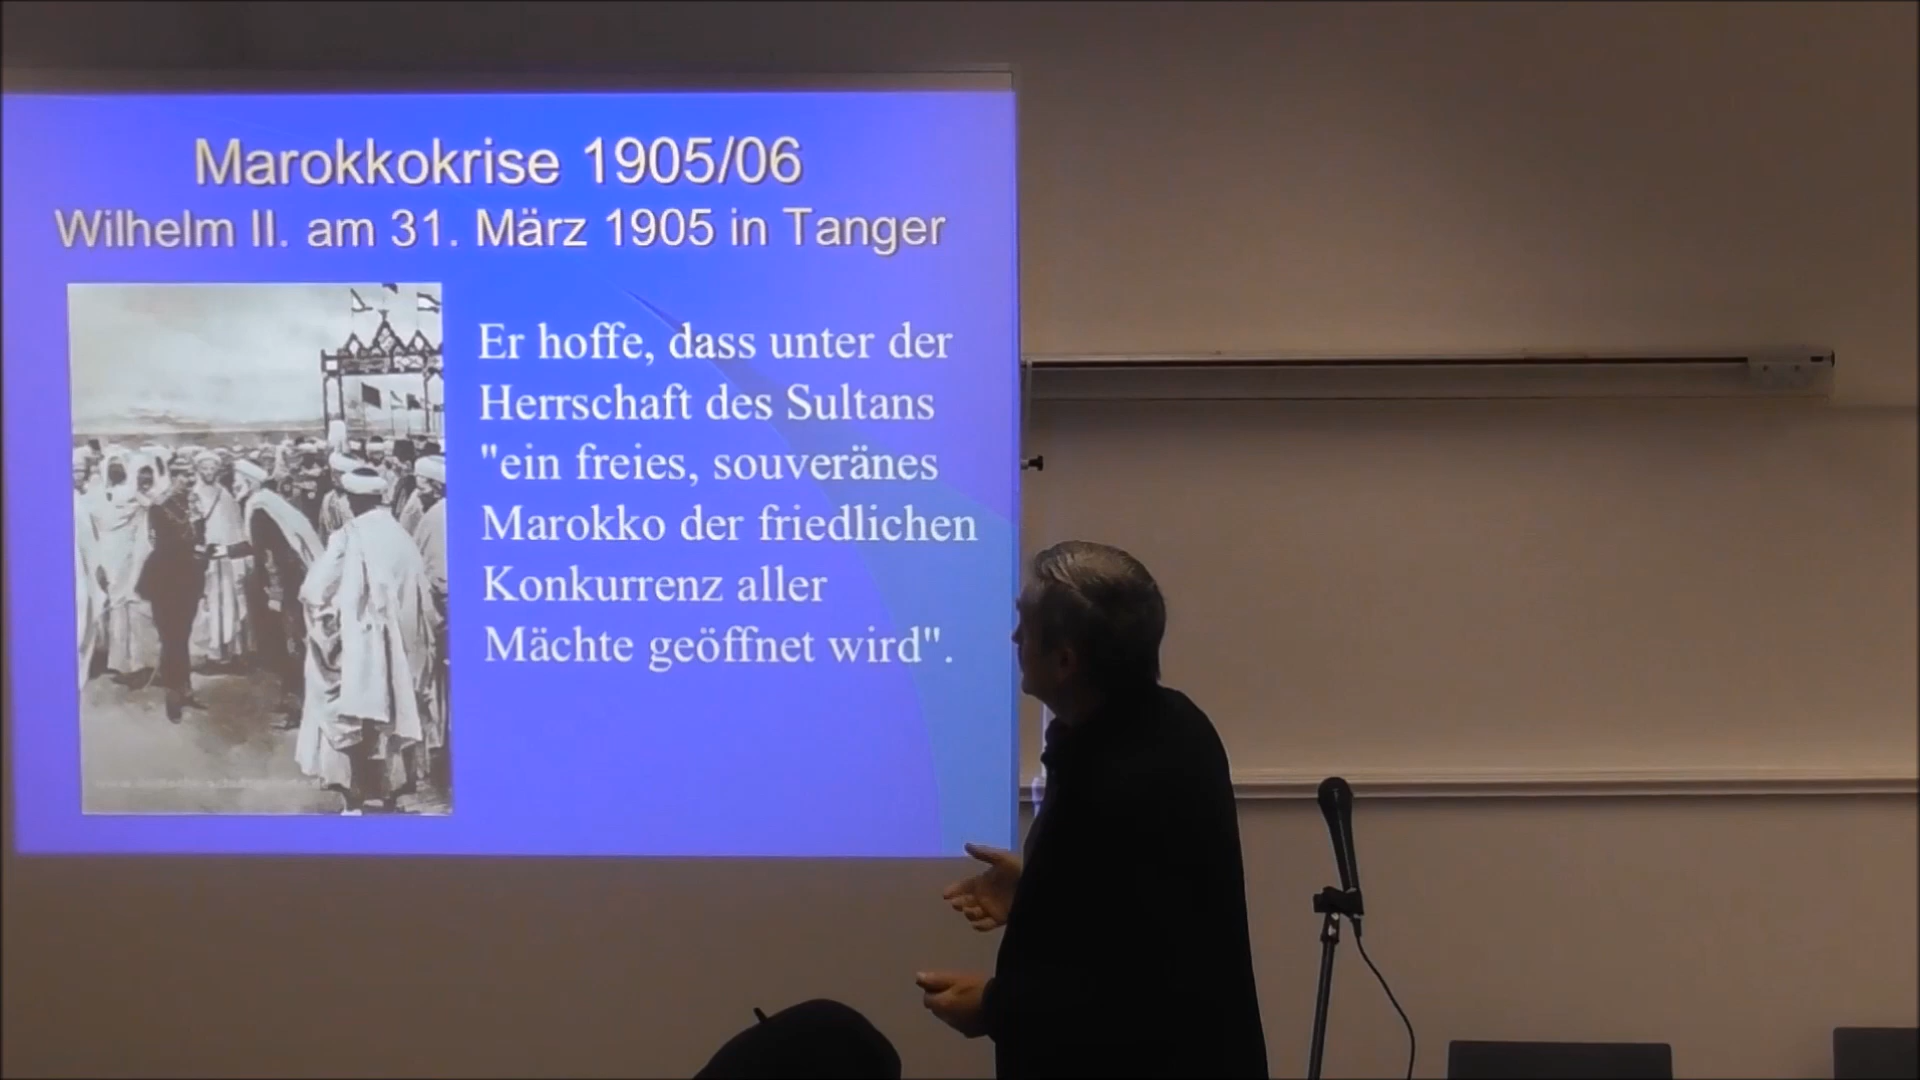 Marokkokrise 1905/06
Wilhelm II. am 31. März 1905 in Tanger
Er hoffe, dass unter der
Herrschaft des Sultans
"ein freies, souveränes
Marokko der friedlichen
Konkurrenz aller
Mächte geöffnet wird".